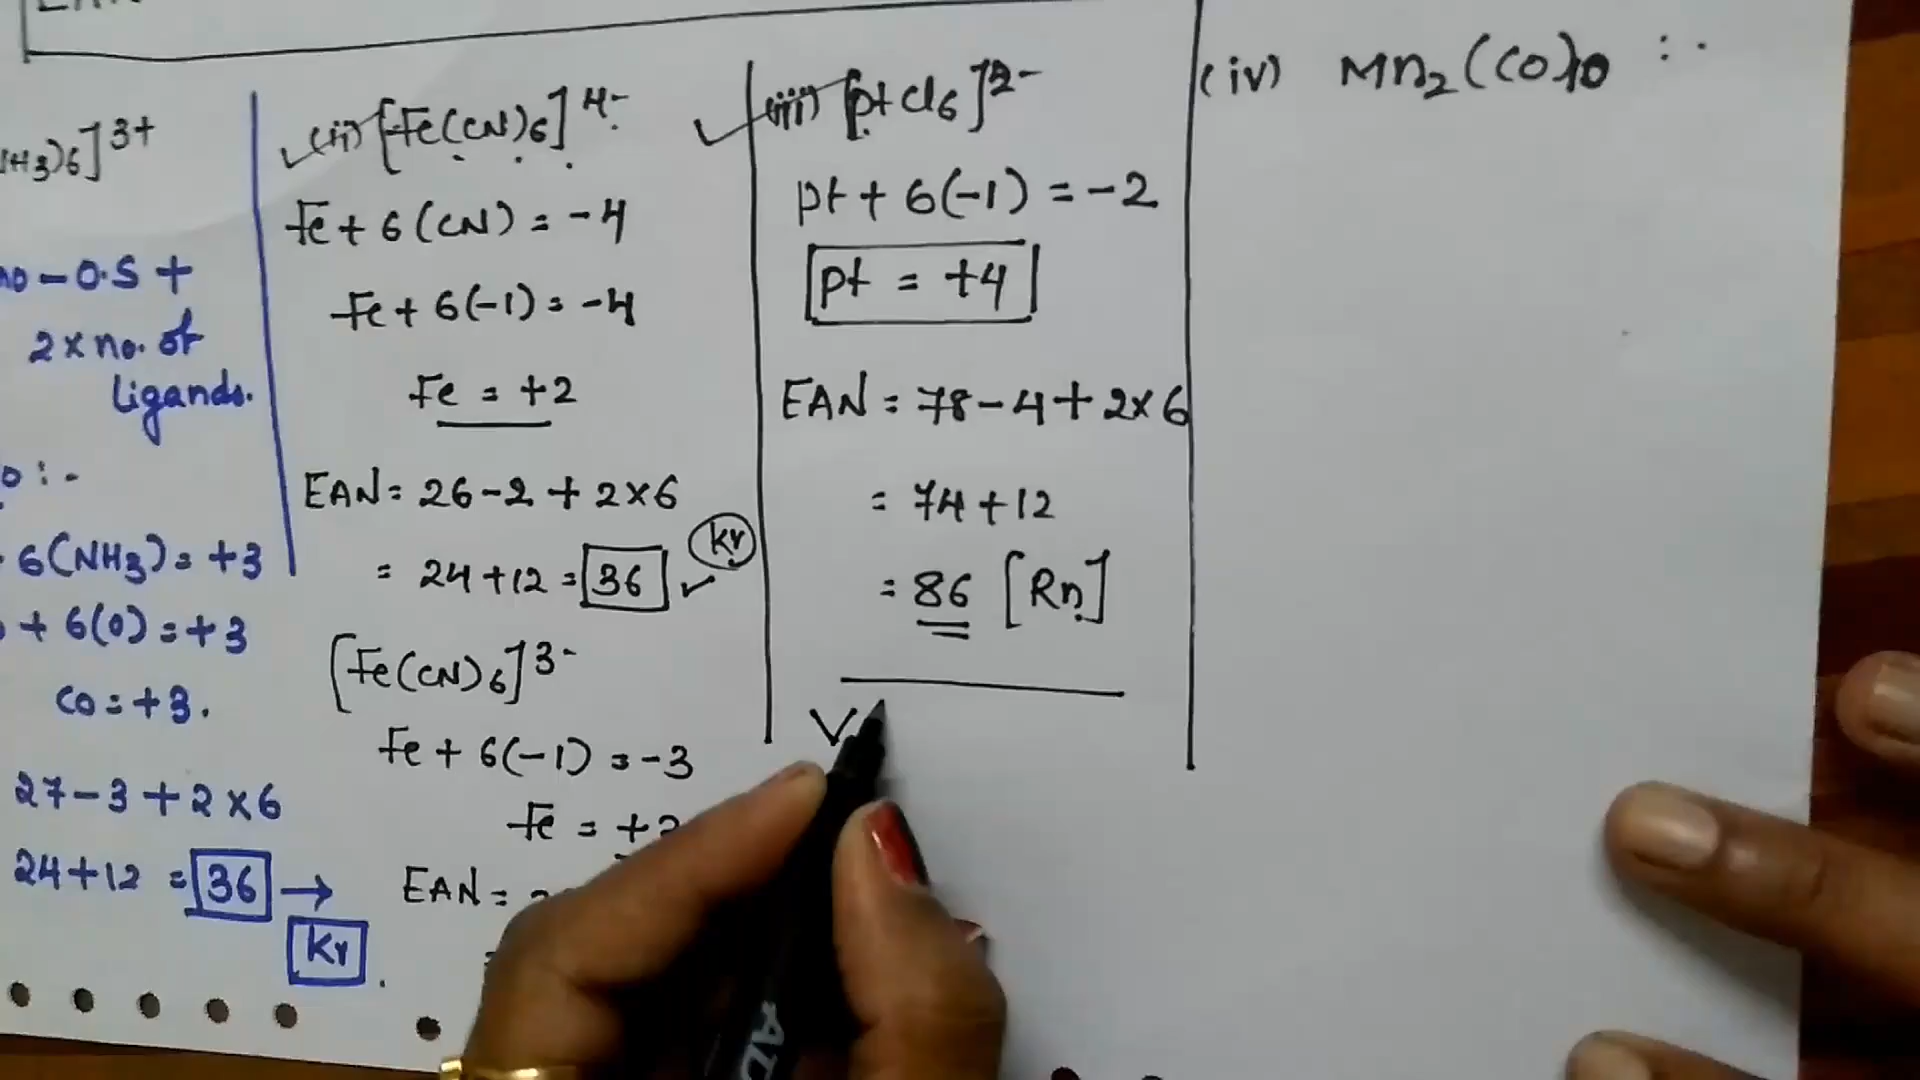 H3)6]3+
no - O.S +
2 x no. of
ligands.
:-
6(NH3) = +3
+ 6(0) = +3
Co = +3.
27 - 3 + 2 x 6
24 + 12 = 36 →
Kr
(ii) [Fe(CN)6]4-
Fe + 6(CN) = -4
Fe + 6(-1) = -4
Fe = +2
EAN = 26 - 2 + 2 x 6
= 24 + 12 = 36 ✓ Kr
[Fe(CN)6]3-
Fe + 6(-1) = -3
Fe =
EAN =
=
(iii) [PtCl6]2-
Pt + 6(-1) = -2
Pt = +4
EAN = 78 - 4 + 2 x 6
= 74 + 12
= 86 [Rn]
V
(iv) Mn2(CO)10 :-